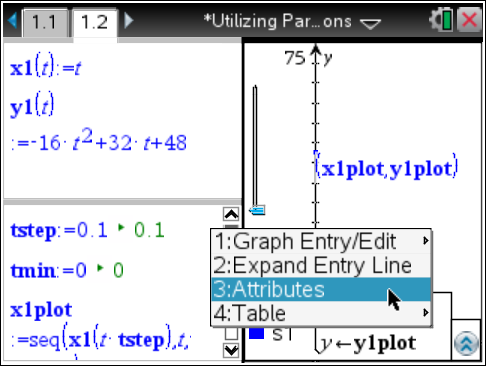 1.1 1.2 *Utilizing Par...ons
x1(t):=t
y1(t)
:=-16·t²+32·t+48
tstep:=0.1 ▸ 0.1
tmin:=0 ▸ 0
x1plot
:=seq(x1(t·tstep),t,
75 y
(x1plot,y1plot)
1:Graph Entry/Edit
2:Expand Entry Line
3:Attributes
4:Table
s1
y←y1plot